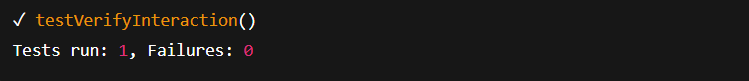 ✓ testVerifyInteraction()
Tests run: 1, Failures: 0